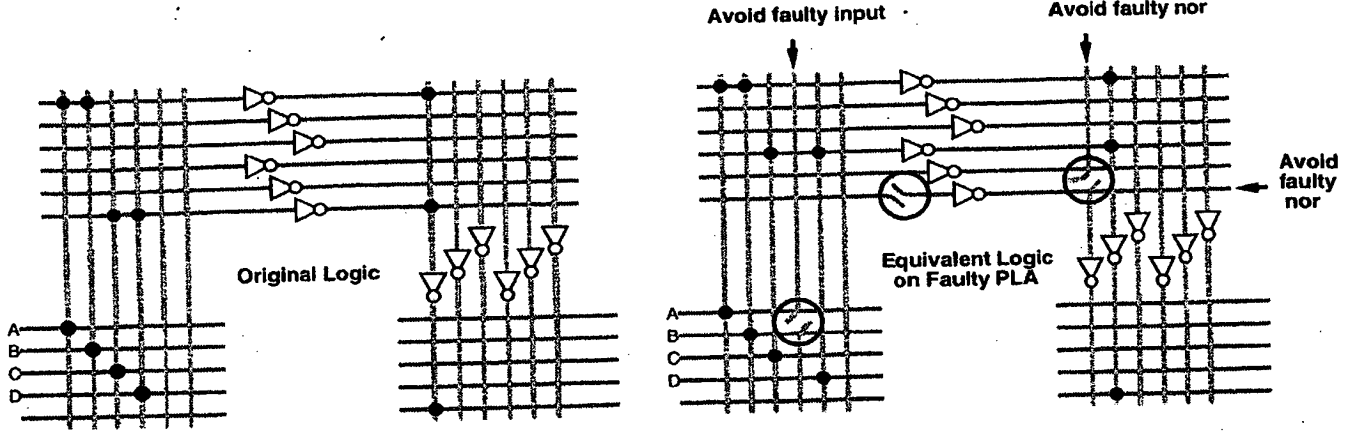 Avoid faulty input
Avoid faulty nor
Avoid
faulty
nor
Original Logic
Equivalent Logic
on Faulty PLA
A
B
C
D
A
B
C
D